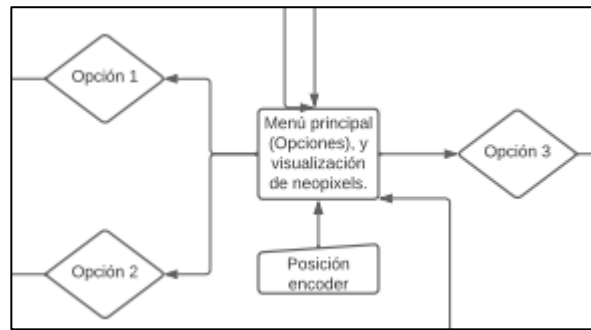 Opción 1
Menú principal
(Opciones), y
visualización
de neopixels.
Opción 3
Opción 2
Posición
encoder